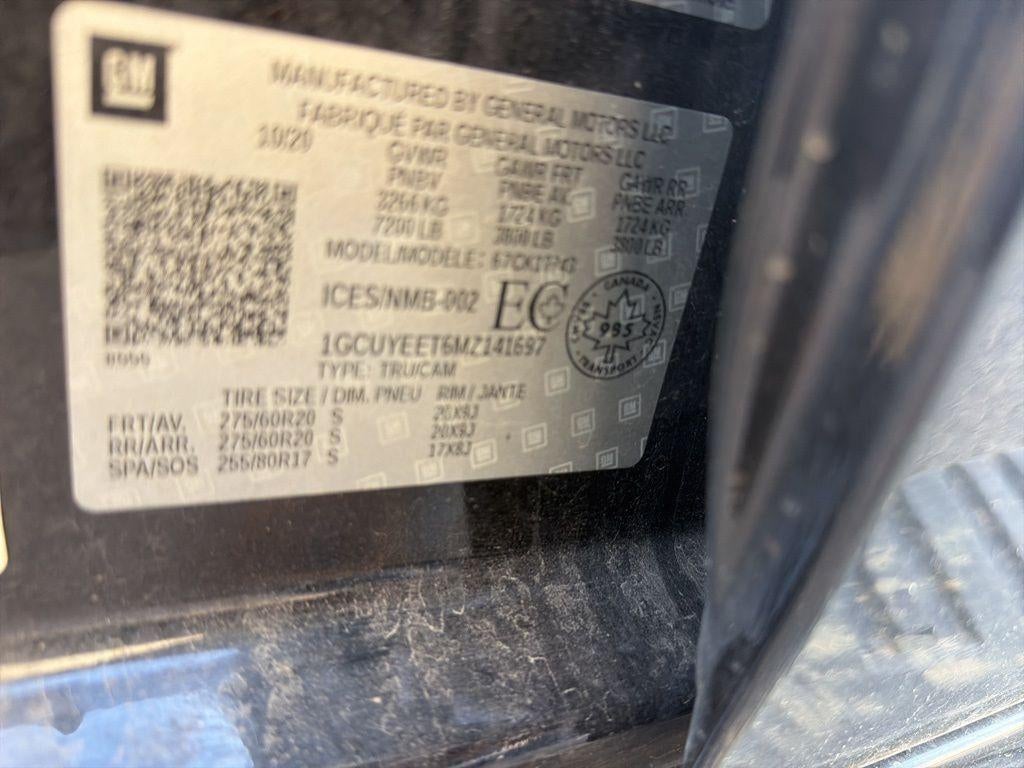 GM
MANUFACTURED BY GENERAL MOTORS LLC
FABRIQUÉ PAR GENERAL MOTORS LLC
10/20
GVWR GAWR FRT GAWR RR
PNBV PNBE AV. PNBE ARR.
3266 KG 1724 KG 1724 KG
7200 LB 3800 LB 3800 LB
MODEL/MODÈLE:
ICES/NMB-002 EC
CANADA
985
TRANSPORT
1GCUYEET6MZ141697
TYPE: TRU/CAM
TIRE SIZE / DIM. PNEU RIM / JANTE
FRT/AV. 275/60R20 S 20X9J
RR/ARR. 275/60R20 S 20X9J
SPA/SOS 255/80R17 S 17X8J